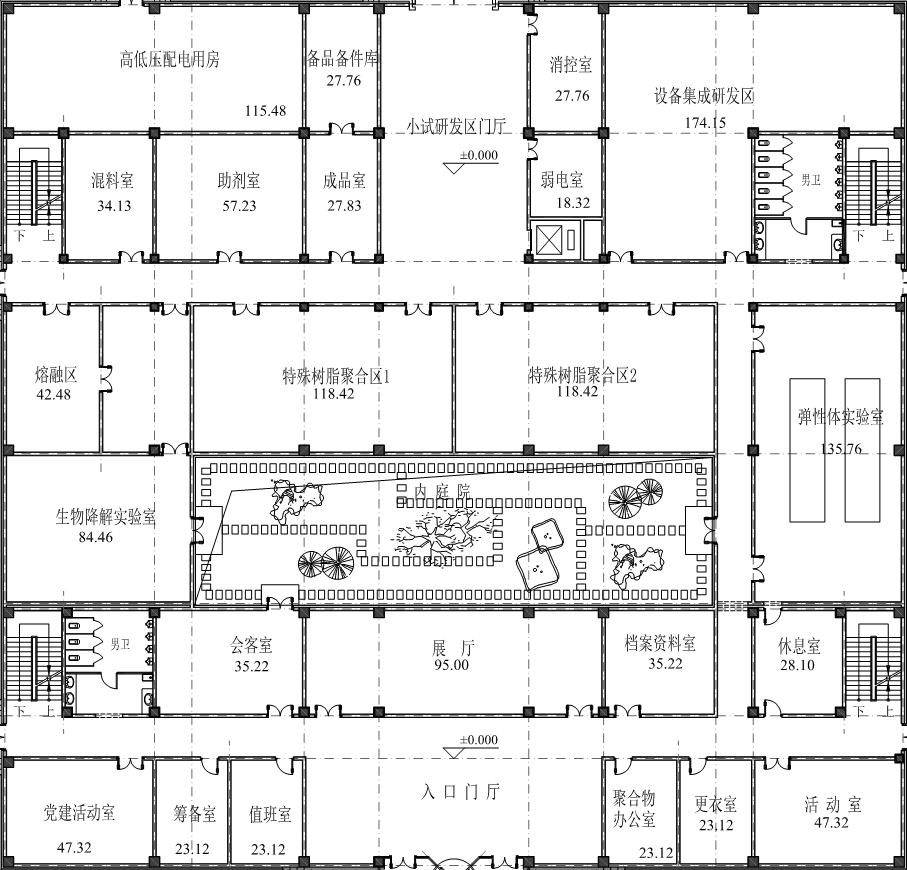 高低压配电用房
115.48
备品备件库
27.76
小试研发区门厅
±0.000
消控室
27.76
设备集成研发区
174.15
混料室
34.13
助剂室
57.23
成品室
27.83
弱电室
18.32
男卫
下 上
下 上
熔融区
42.48
特殊树脂聚合区1
118.42
特殊树脂聚合区2
118.42
弹性体实验室
135.76
内庭院
生物降解实验室
84.46
男卫
下 上
会客室
35.22
展 厅
95.00
档案资料室
35.22
休息室
28.10
下 上
±0.000
入口门厅
党建活动室
47.32
筹备室
23.12
值班室
23.12
聚合物
办公室
23.12
更衣室
23.12
活动室
47.32